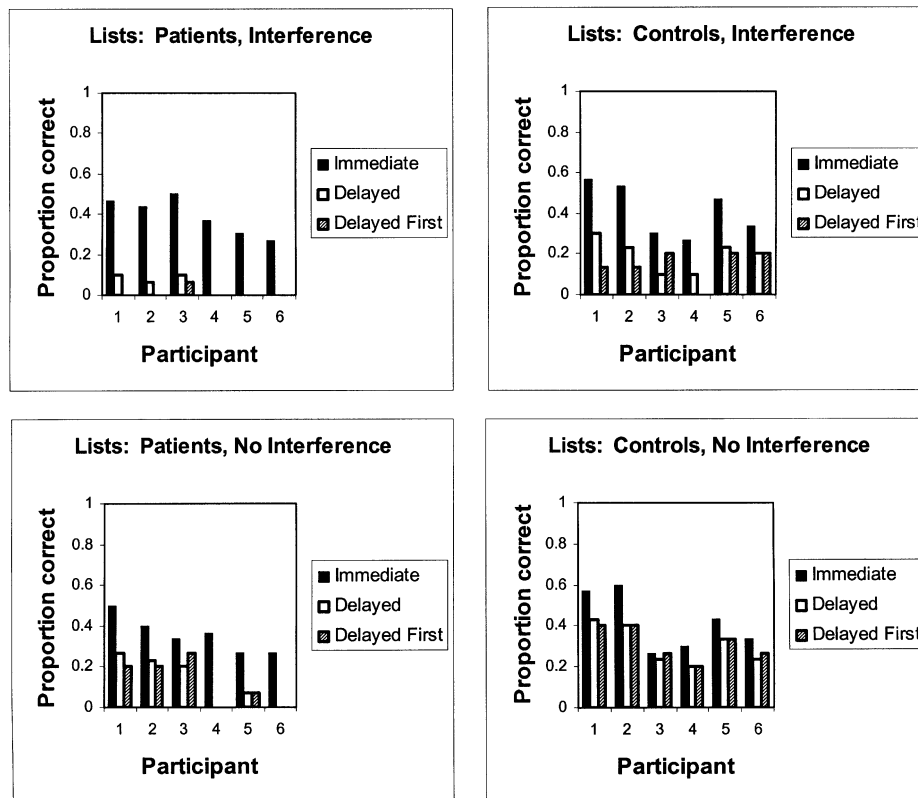 Lists: Patients, Interference
Proportion correct
1
0.8
0.6
0.4
0.2
0
1 2 3 4 5 6
Participant
Immediate
Delayed
Delayed First
Lists: Controls, Interference
Proportion correct
1
0.8
0.6
0.4
0.2
0
1 2 3 4 5 6
Participant
Immediate
Delayed
Delayed First
Lists: Patients, No Interference
Proportion correct
1
0.8
0.6
0.4
0.2
0
1 2 3 4 5 6
Participant
Immediate
Delayed
Delayed First
Lists: Controls, No Interference
Proportion correct
1
0.8
0.6
0.4
0.2
0
1 2 3 4 5 6
Participant
Immediate
Delayed
Delayed First